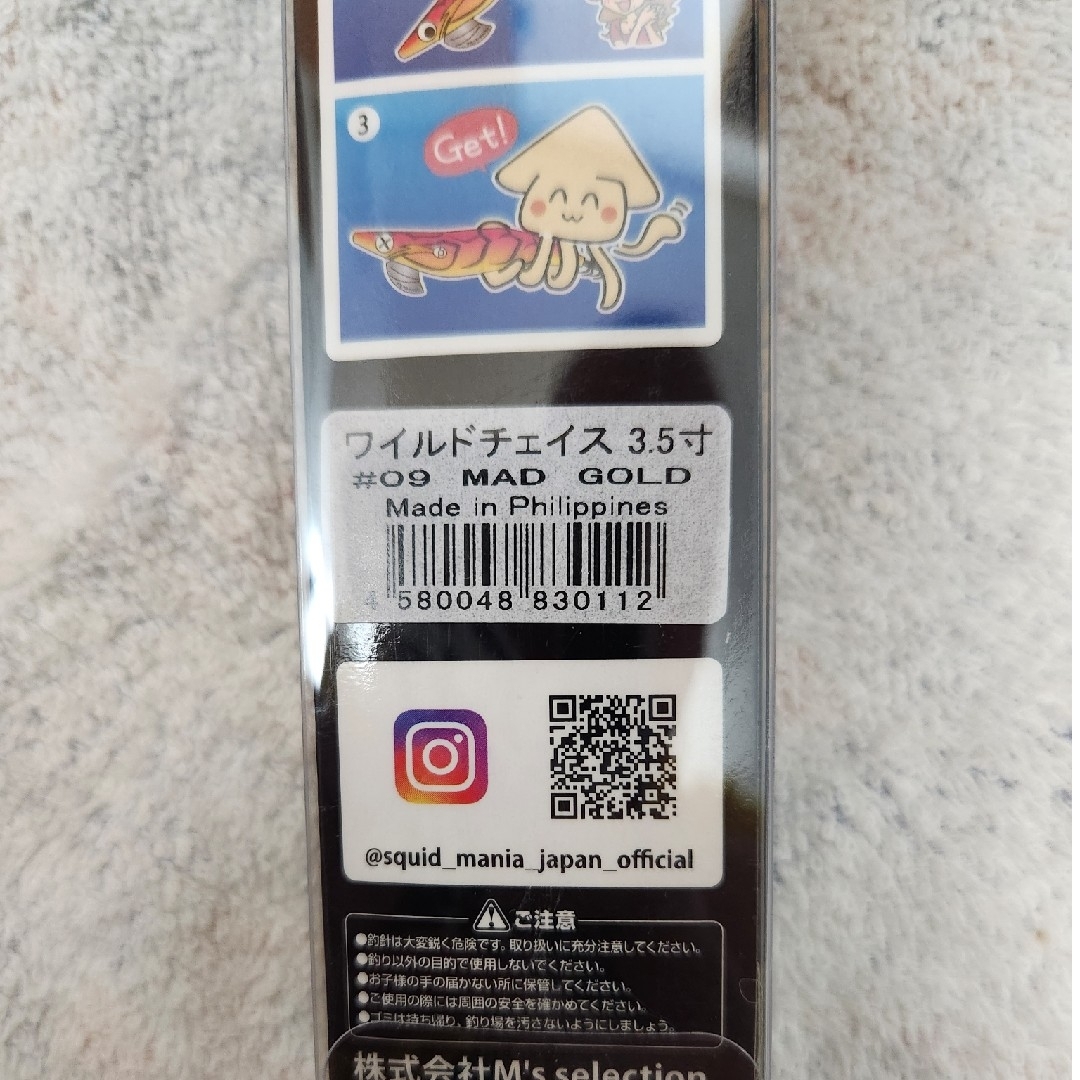 3
Get!
ワイルドチェイス 3.5寸
#09 MAD GOLD
Made in Philippines
4 580048 830112
@squid_mania_japan_official
ご注意
●釣針は大変鋭く危険です。取り扱いに充分注意してください。
●釣り以外の目的で使用しないでください。
●お子様の手の届かない所に保管してください。
●ご使用の際には周囲の安全を確かめてください。
●ゴミは持ち帰り、釣り場を汚さないようにしましょう。
株式会社M's selection